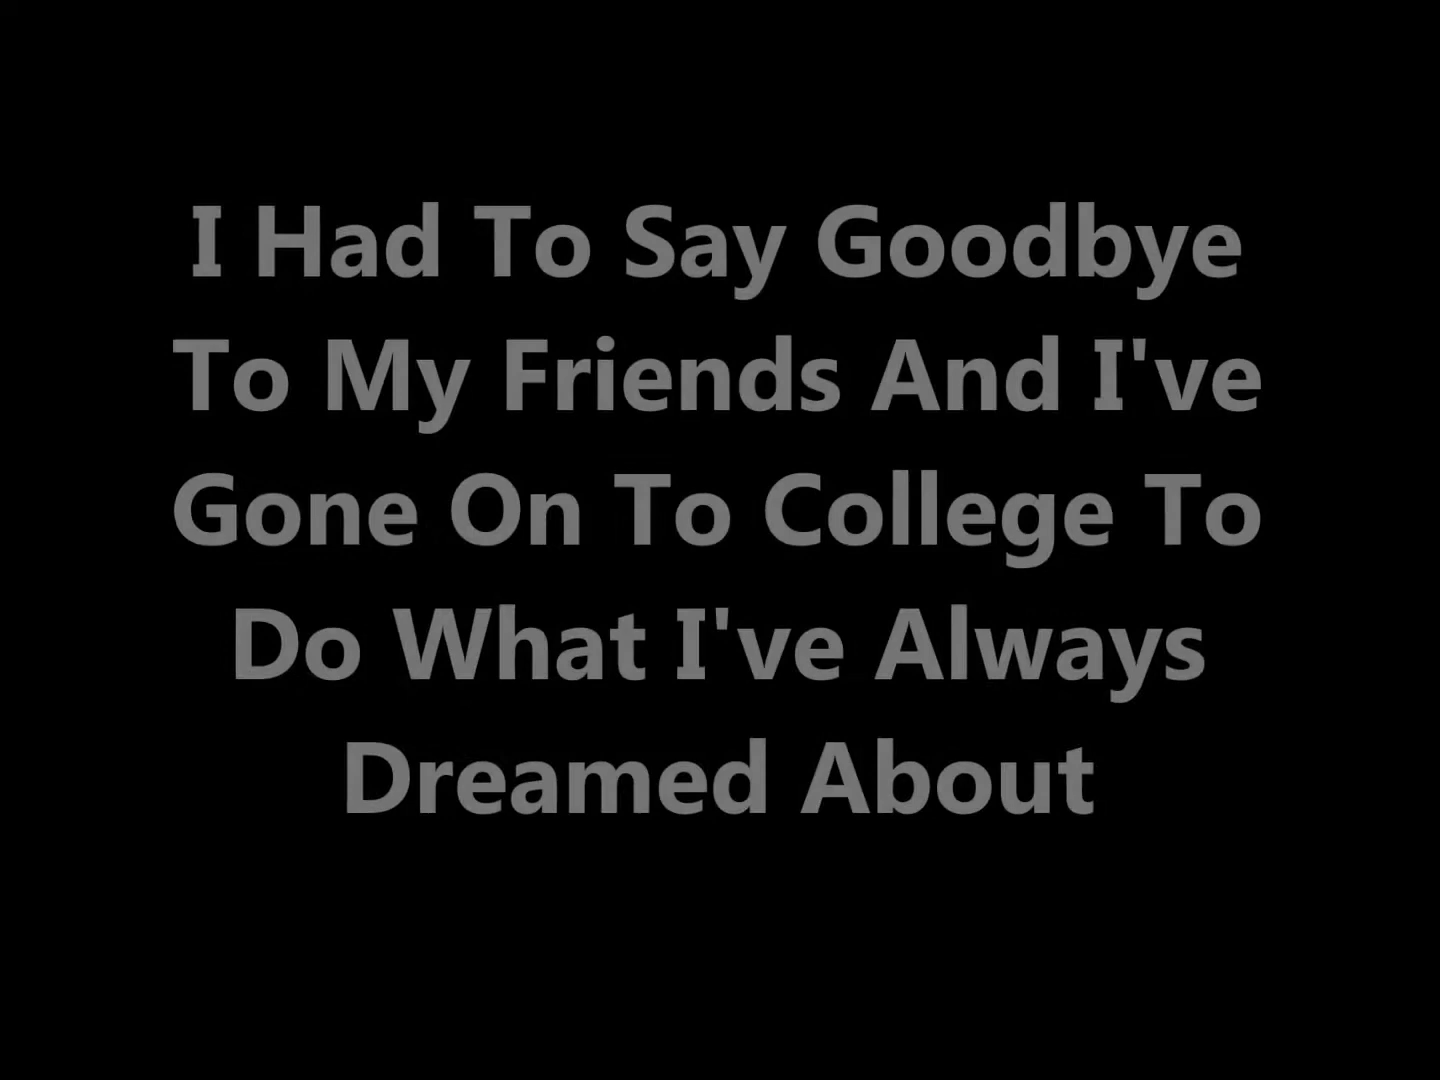 I Had To Say Goodbye
To My Friends And I've
Gone On To College To
Do What I've Always
Dreamed About